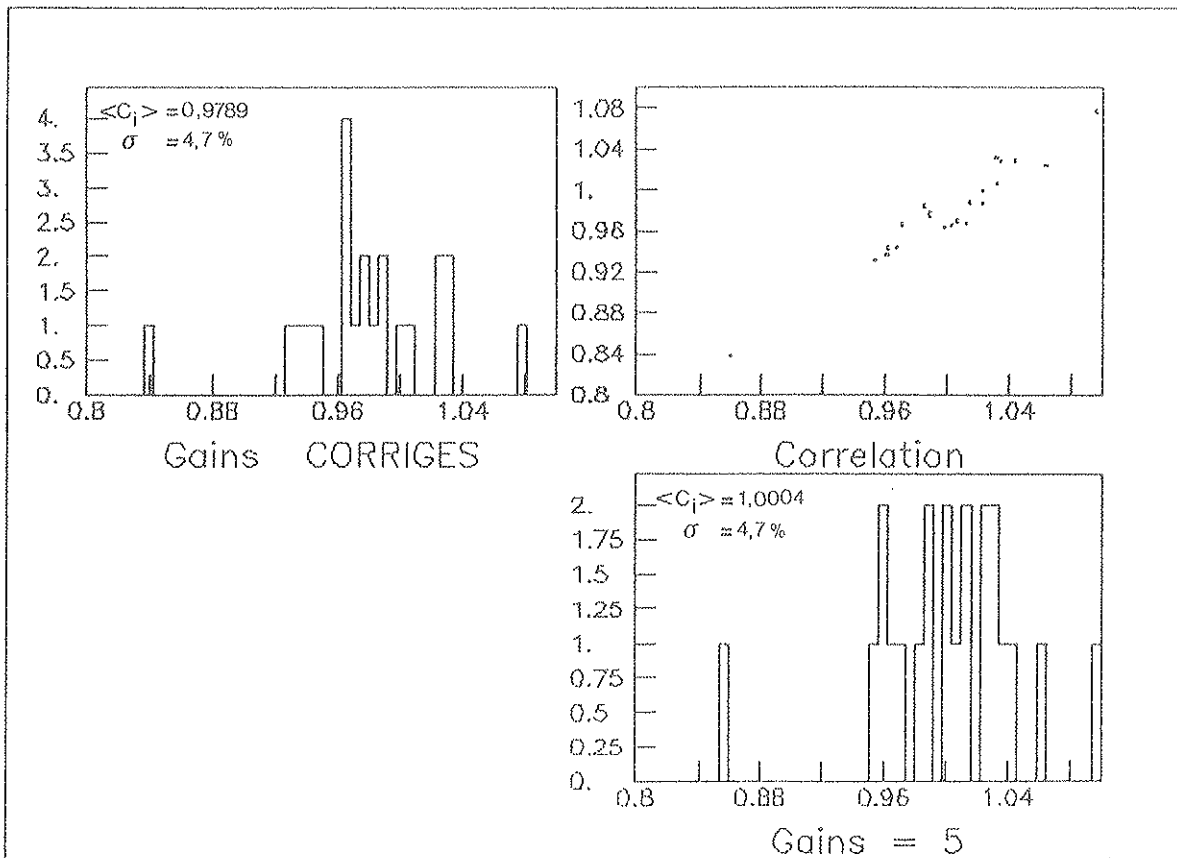 <Ci> = 0,9789
σ = 4,7 %
4.
3.5
3.
2.5
2.
1.5
1.
0.5
0.
0.8 0.88 0.96 1.04
Gains CORRIGES
1.08
1.04
1.
0.96
0.92
0.88
0.84
0.8
0.8 0.88 0.96 1.04
Correlation
<Ci> = 1,0004
σ = 4,7 %
2.
1.75
1.5
1.25
1.
0.75
0.5
0.25
0.
0.8 0.88 0.96 1.04
Gains = 5